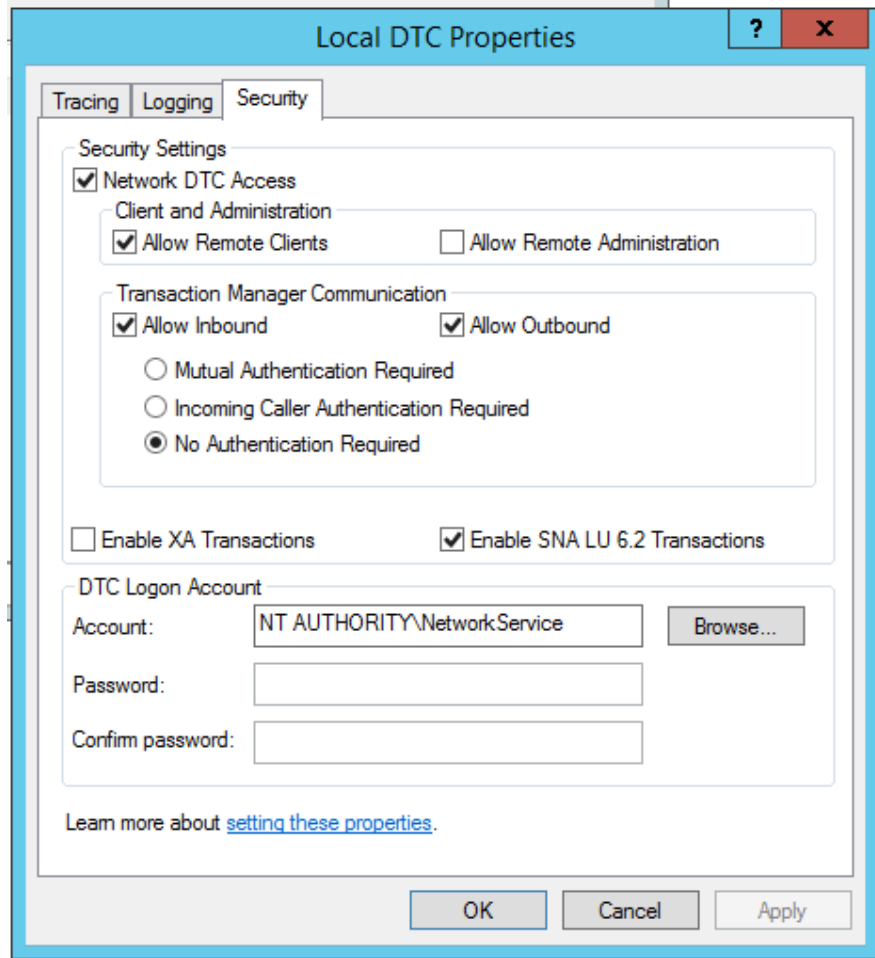 Local DTC Properties
? x
Tracing Logging Security
Security Settings
Network DTC Access
Client and Administration
Allow Remote Clients Allow Remote Administration
Transaction Manager Communication
Allow Inbound Allow Outbound
Mutual Authentication Required
Incoming Caller Authentication Required
No Authentication Required
Enable XA Transactions Enable SNA LU 6.2 Transactions
DTC Logon Account
Account: NT AUTHORITY\NetworkService Browse...
Password:
Confirm password:
Learn more about setting these properties.
OK Cancel Apply